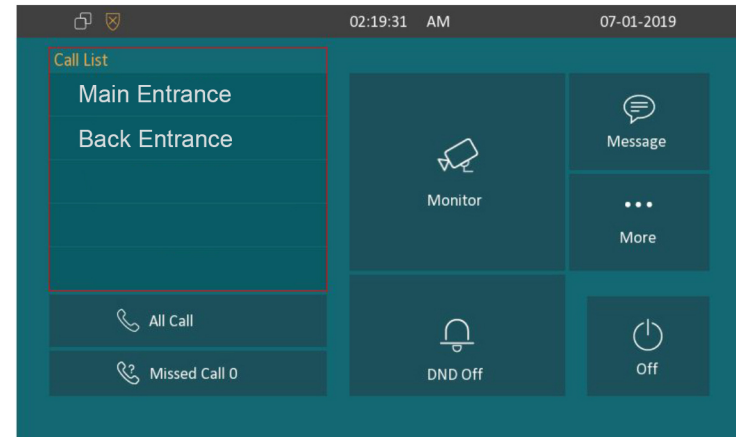 02:19:31 AM 07-01-2019
Call List
Main Entrance
Back Entrance
All Call
Missed Call 0
Monitor
DND Off
Message
More
Off